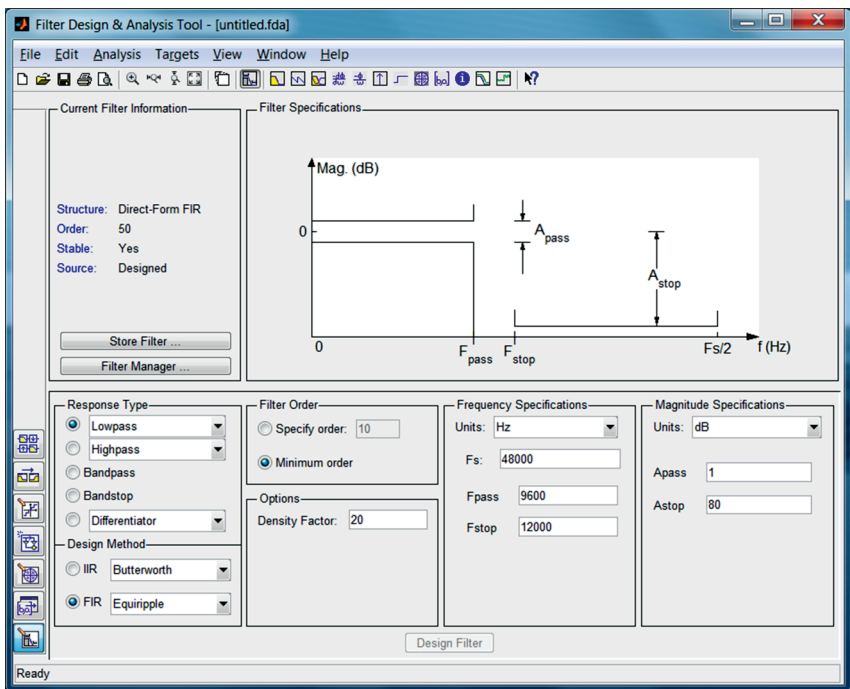 Filter Design & Analysis Tool - [untitled.fda]
File Edit Analysis Targets View Window Help
Current Filter Information
Structure: Direct-Form FIR
Order: 50
Stable: Yes
Source: Designed
Store Filter ...
Filter Manager ...
Filter Specifications
Mag. (dB)
0
A pass
A stop
0
F pass
F stop
Fs/2
f (Hz)
Response Type
Lowpass
Highpass
Bandpass
Bandstop
Differentiator
Design Method
IIR Butterworth
FIR Equiripple
Filter Order
Specify order: 10
Minimum order
Options
Density Factor: 20
Frequency Specifications
Units: Hz
Fs: 48000
Fpass 9600
Fstop 12000
Magnitude Specifications
Units: dB
Apass 1
Astop 80
Design Filter
Ready